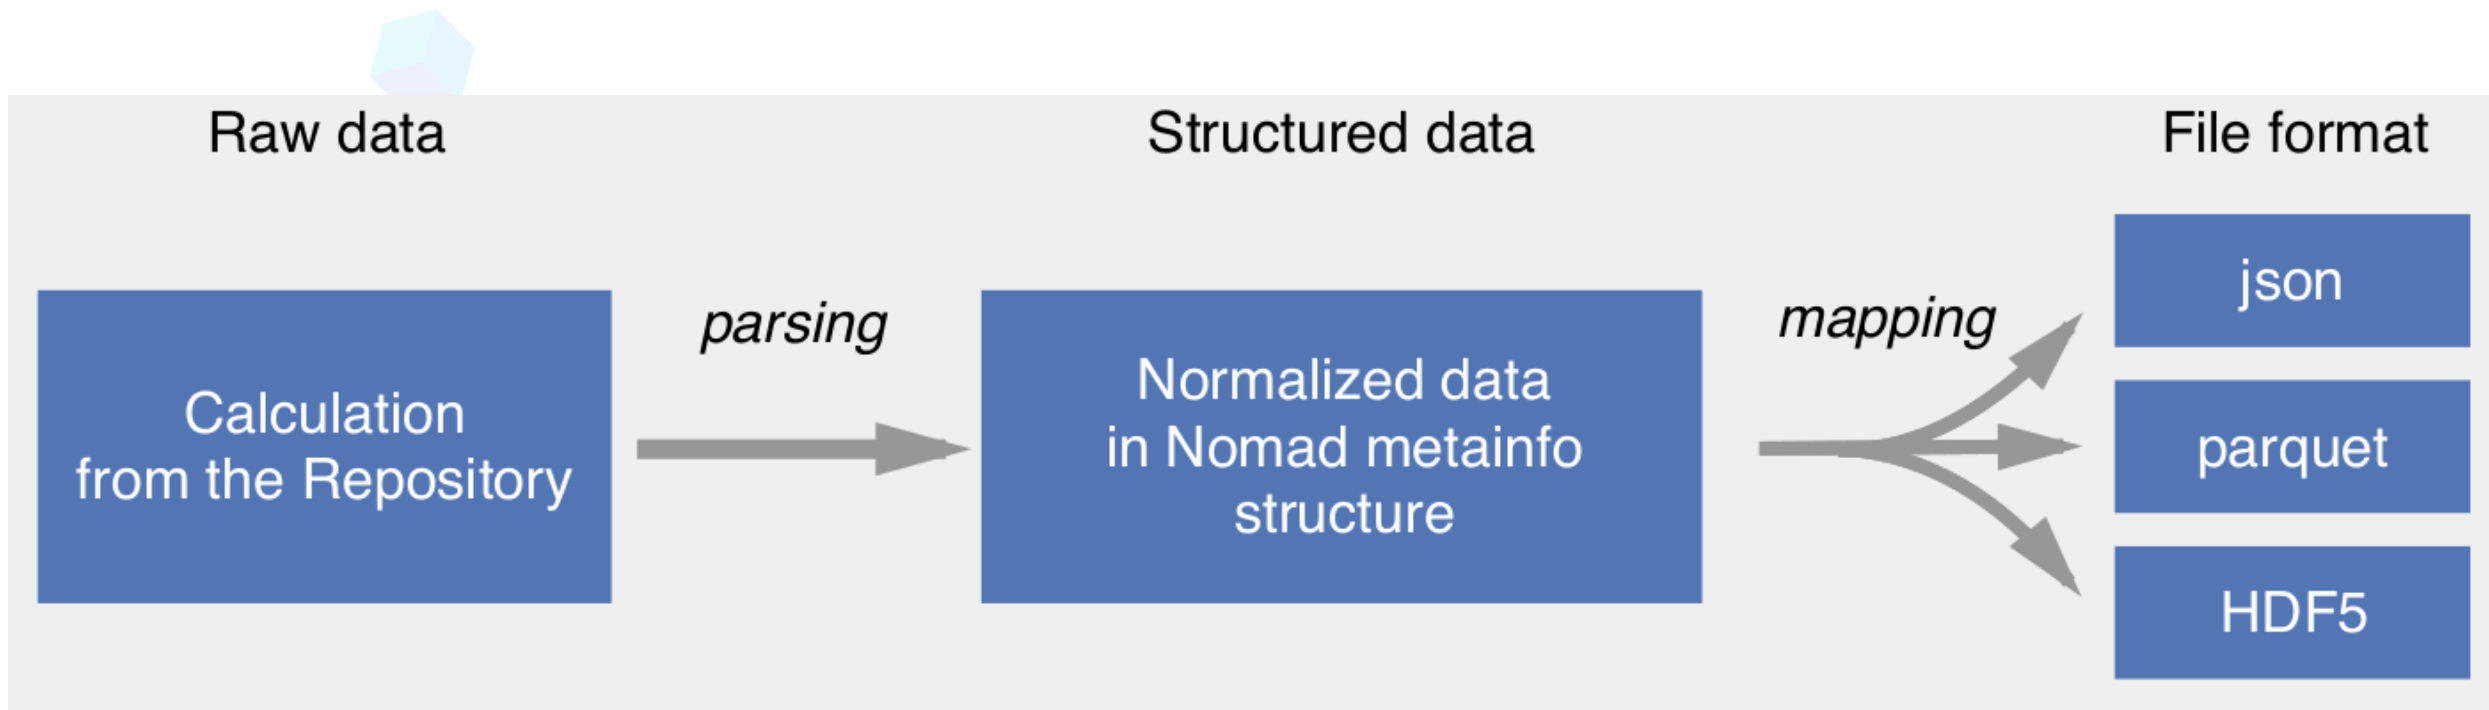 Raw data
Structured data
File format
Calculation
from the Repository
parsing
Normalized data
in Nomad metainfo
structure
mapping
json
parquet
HDF5